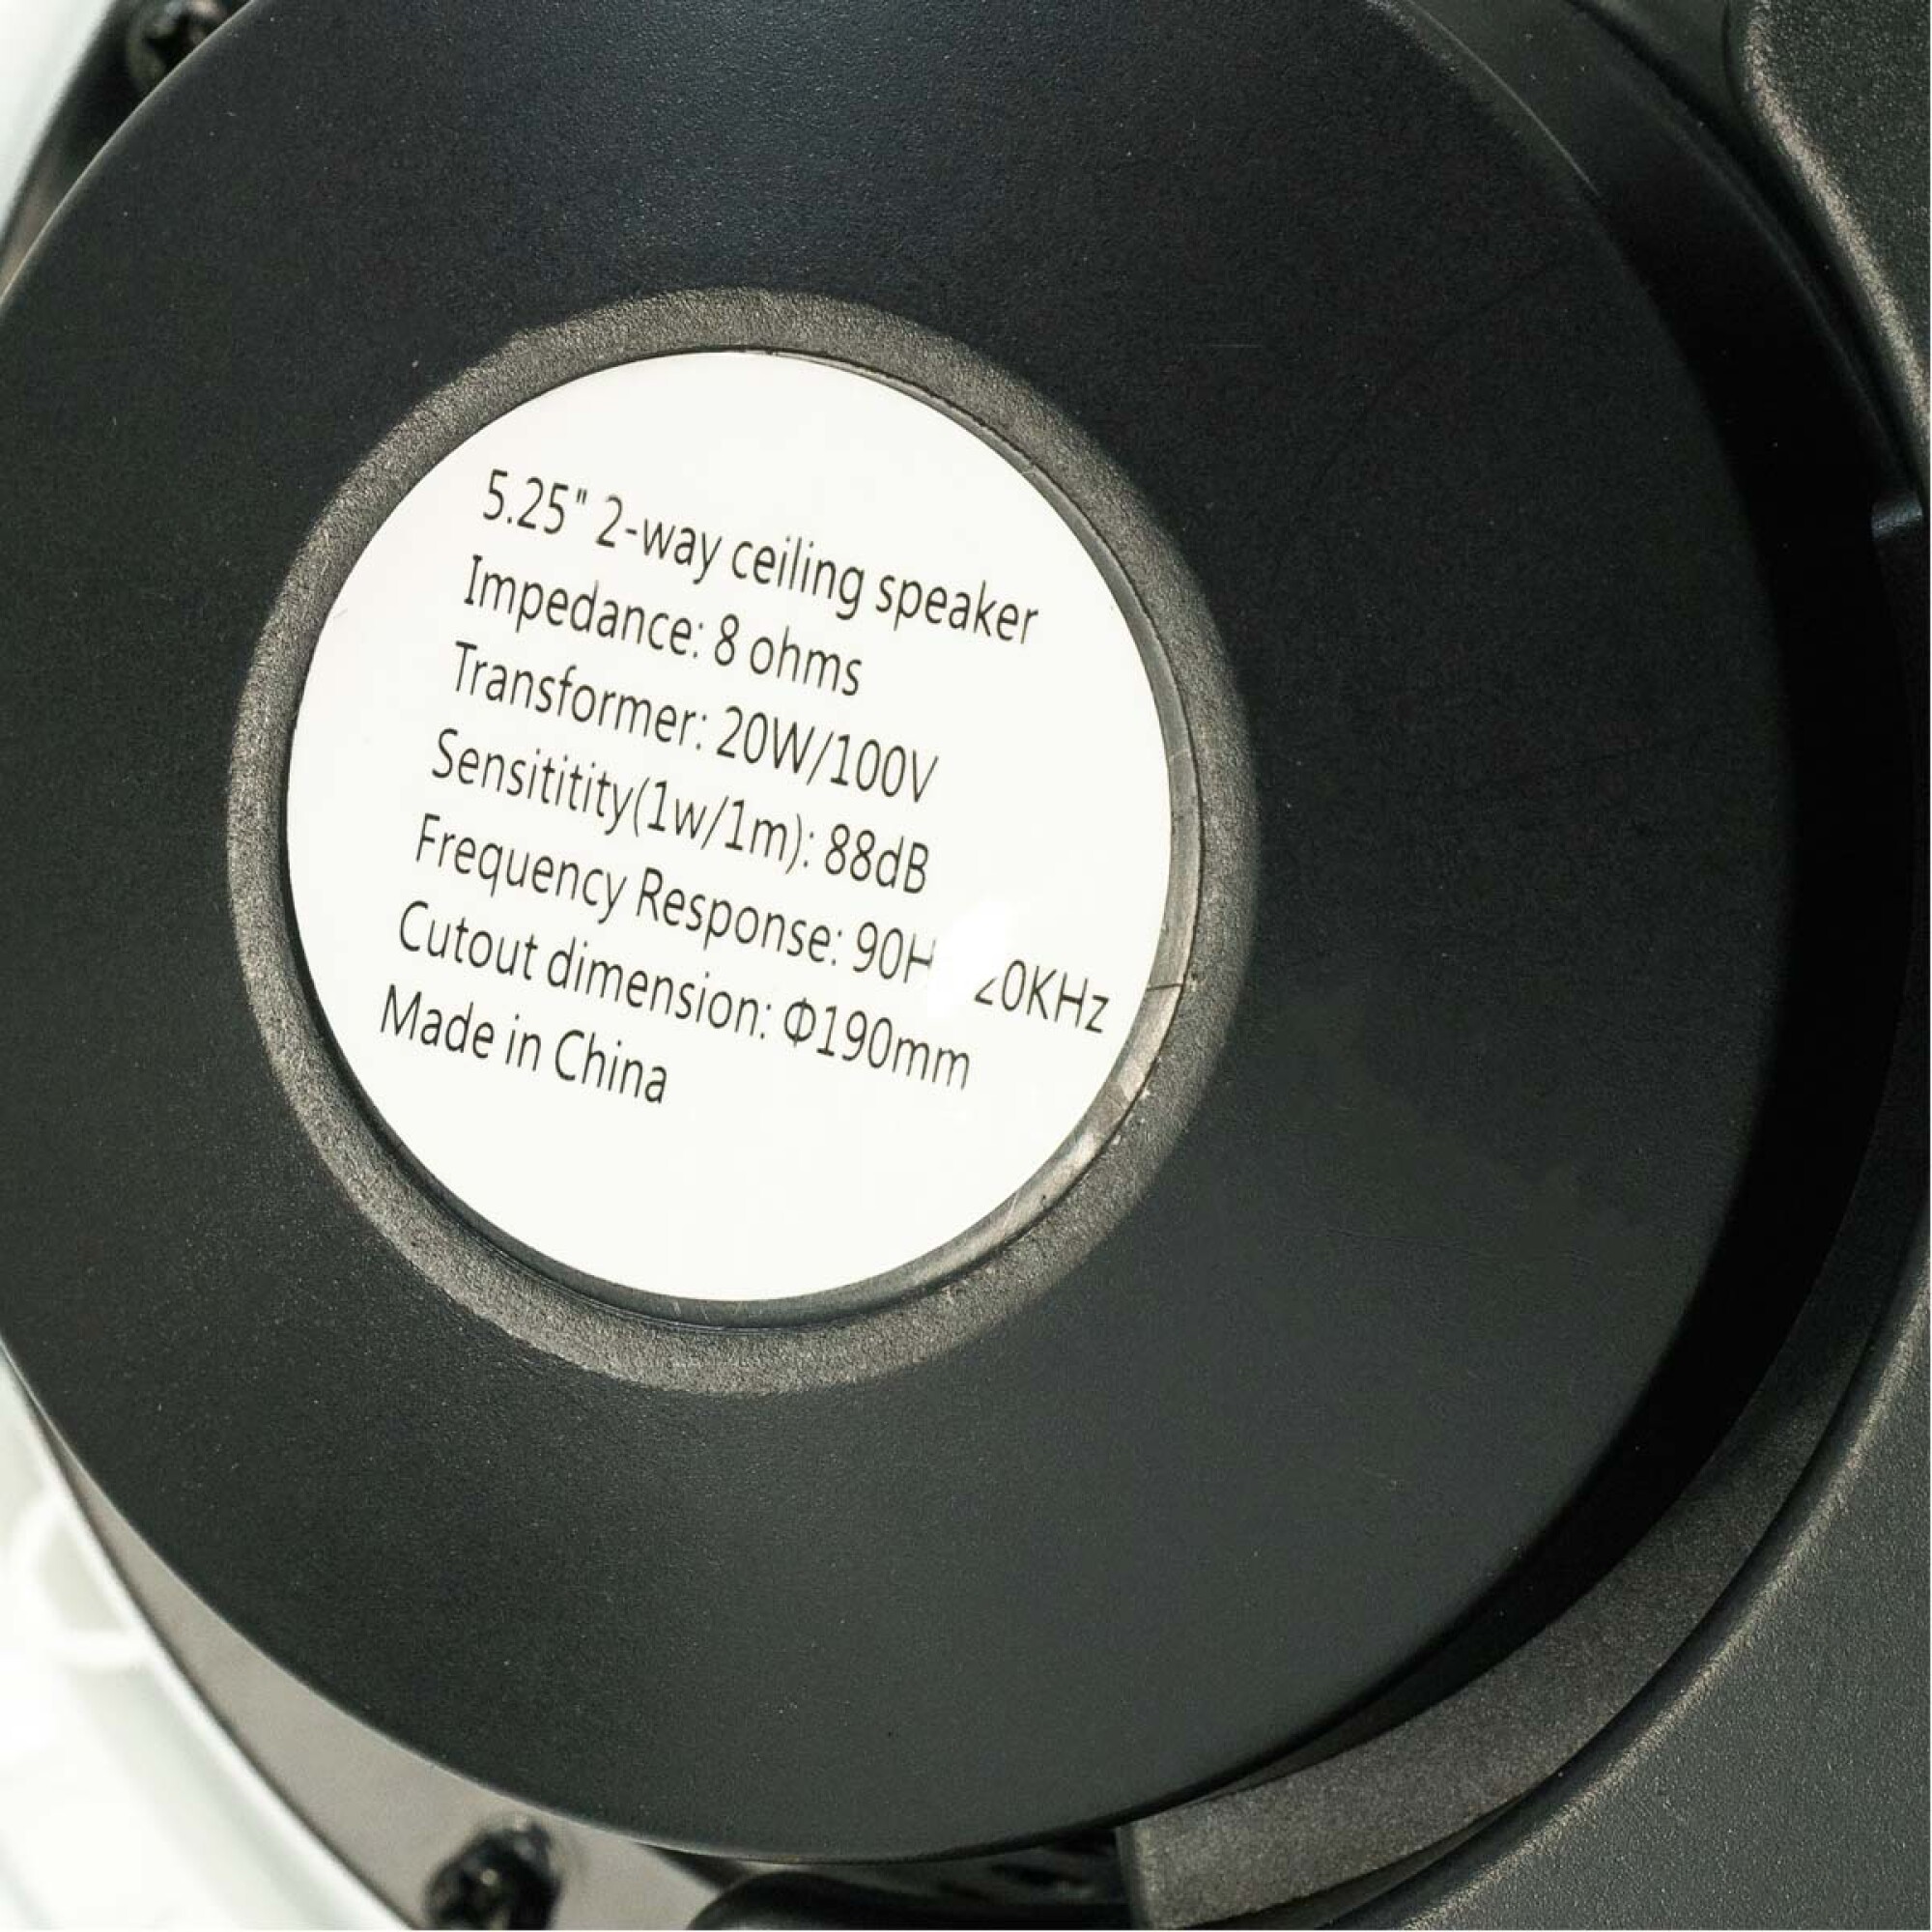 5.25" 2-way ceiling speaker
Impedance: 8 ohms
Transformer: 20W/100V
Sensititity(1w/1m): 88dB
Frequency Response: 90H 20KHz
Cutout dimension: Φ190mm
Made in China